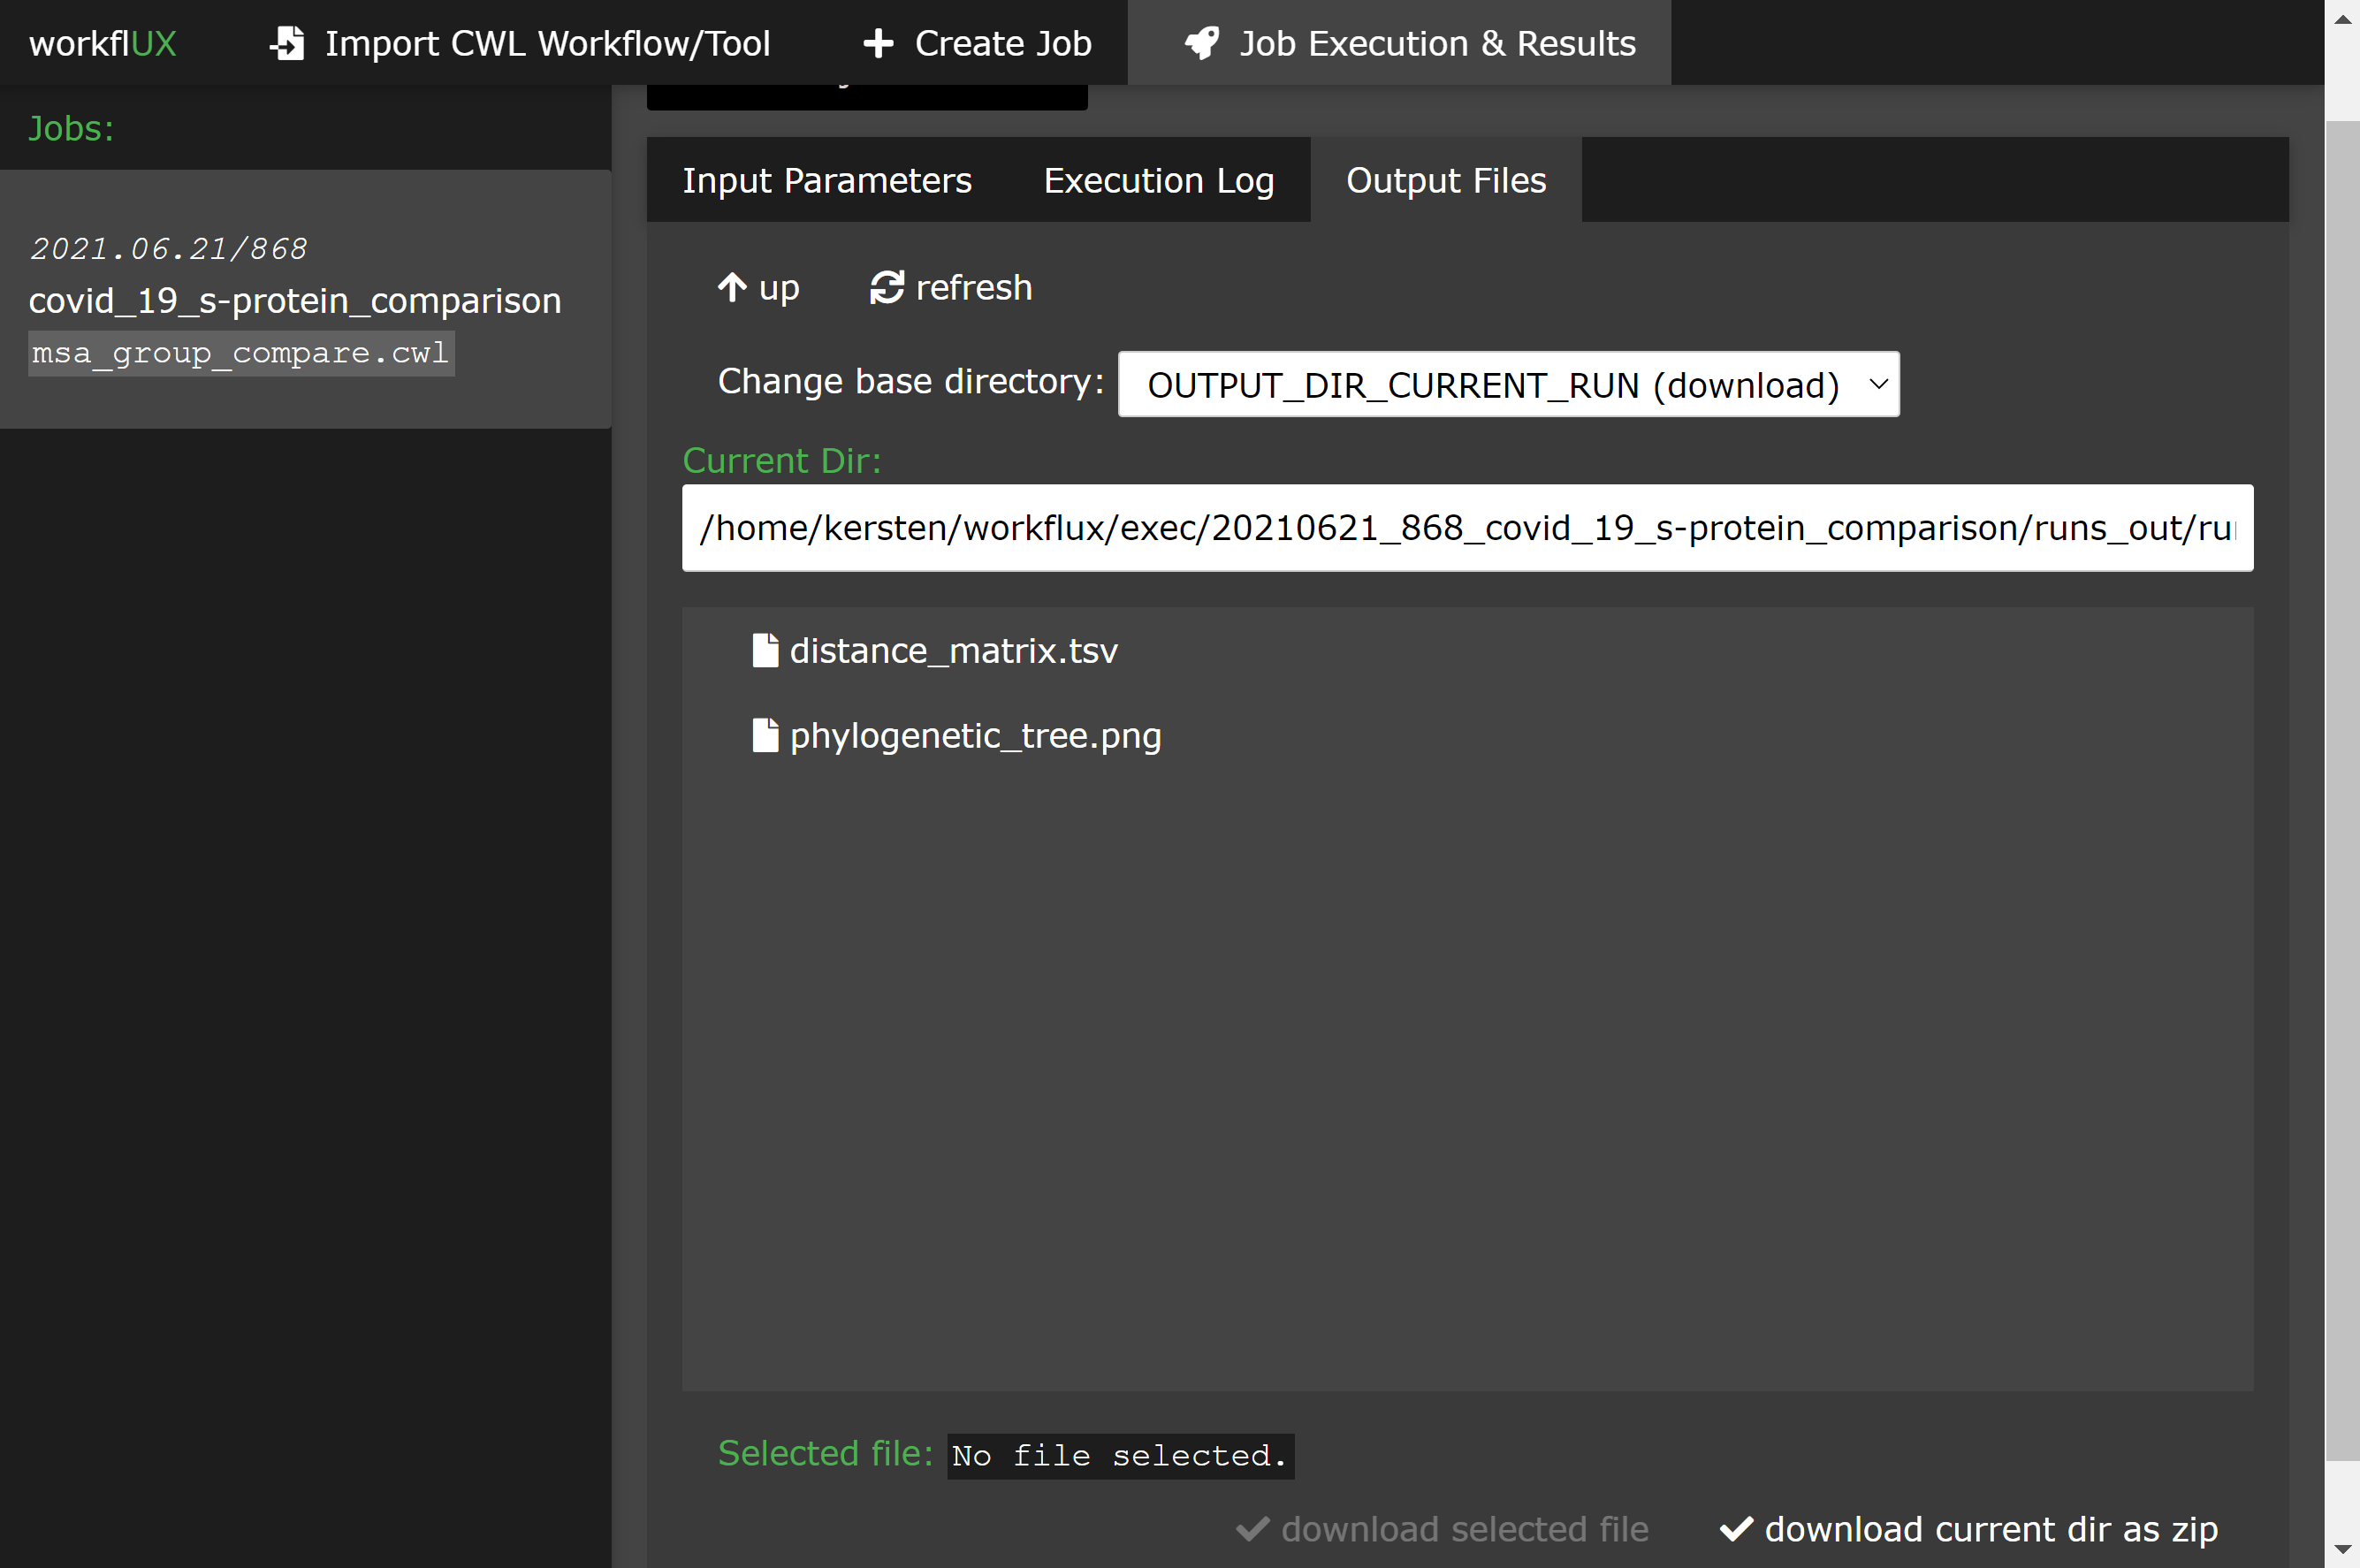 workflUX Import CWL Workflow/Tool Create Job Job Execution & Results
Jobs:
2021.06.21/868
covid_19_s-protein_comparison
msa_group_compare.cwl
Input Parameters Execution Log Output Files
up refresh
Change base directory: OUTPUT_DIR_CURRENT_RUN (download)
Current Dir:
/home/kersten/workflux/exec/20210621_868_covid_19_s-protein_comparison/runs_out/
distance_matrix.tsv
phylogenetic_tree.png
Selected file: No file selected.
download selected file download current dir as zip